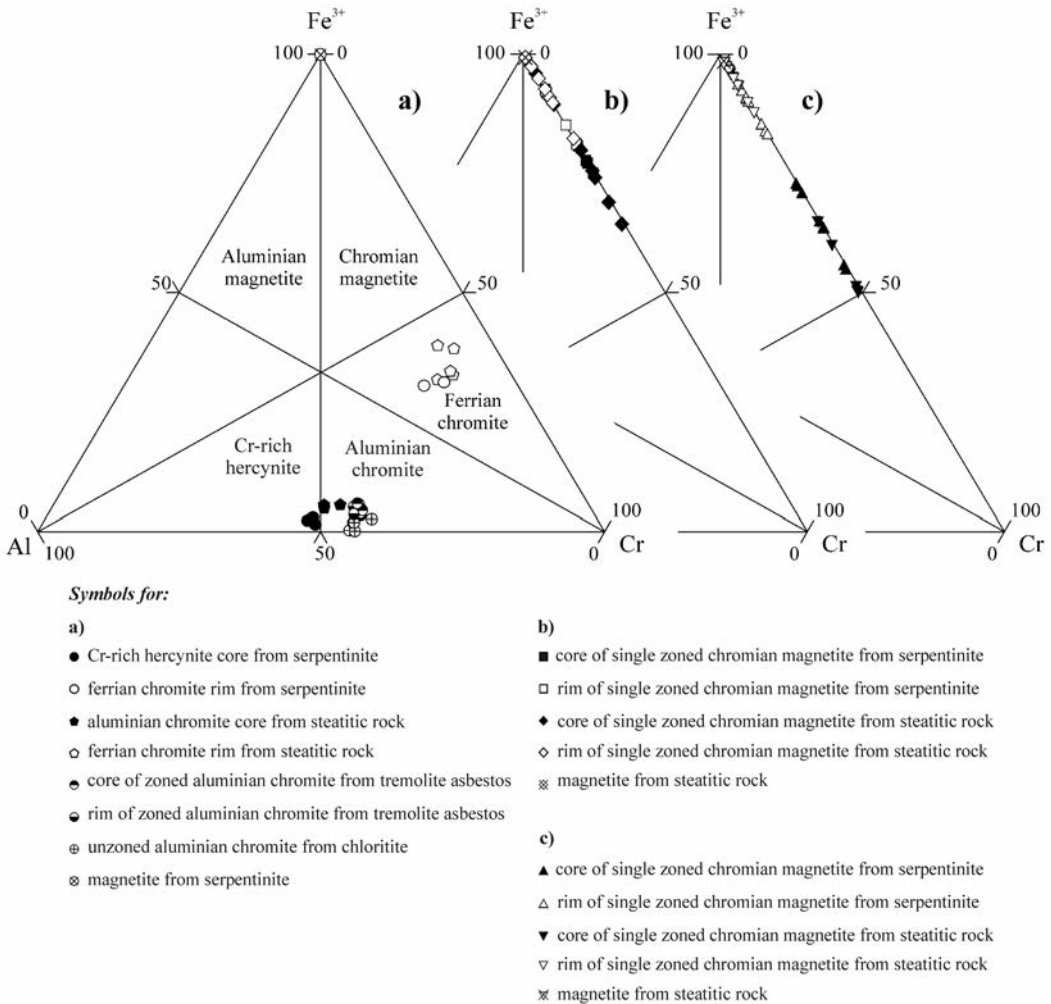 Fe3+ Fe3+ Fe3+
100 0 100 0 100 0
a) b) c)
Aluminian Chromian
magnetite magnetite
50 50 50 50
Ferrian
chromite
Cr-rich Aluminian
hercynite chromite
0 100 100 100
Al Cr Cr Cr
100 50 0 0 0
Symbols for:
a)
Cr-rich hercynite core from serpentinite
ferrian chromite rim from serpentinite
aluminian chromite core from steatitic rock
ferrian chromite rim from steatitic rock
core of zoned aluminian chromite from tremolite asbestos
rim of zoned aluminian chromite from tremolite asbestos
unzoned aluminian chromite from chloritite
magnetite from serpentinite
b)
core of single zoned chromian magnetite from serpentinite
rim of single zoned chromian magnetite from serpentinite
core of single zoned chromian magnetite from steatitic rock
rim of single zoned chromian magnetite from steatitic rock
magnetite from steatitic rock
c)
core of single zoned chromian magnetite from serpentinite
rim of single zoned chromian magnetite from serpentinite
core of single zoned chromian magnetite from steatitic rock
rim of single zoned chromian magnetite from steatitic rock
magnetite from steatitic rock